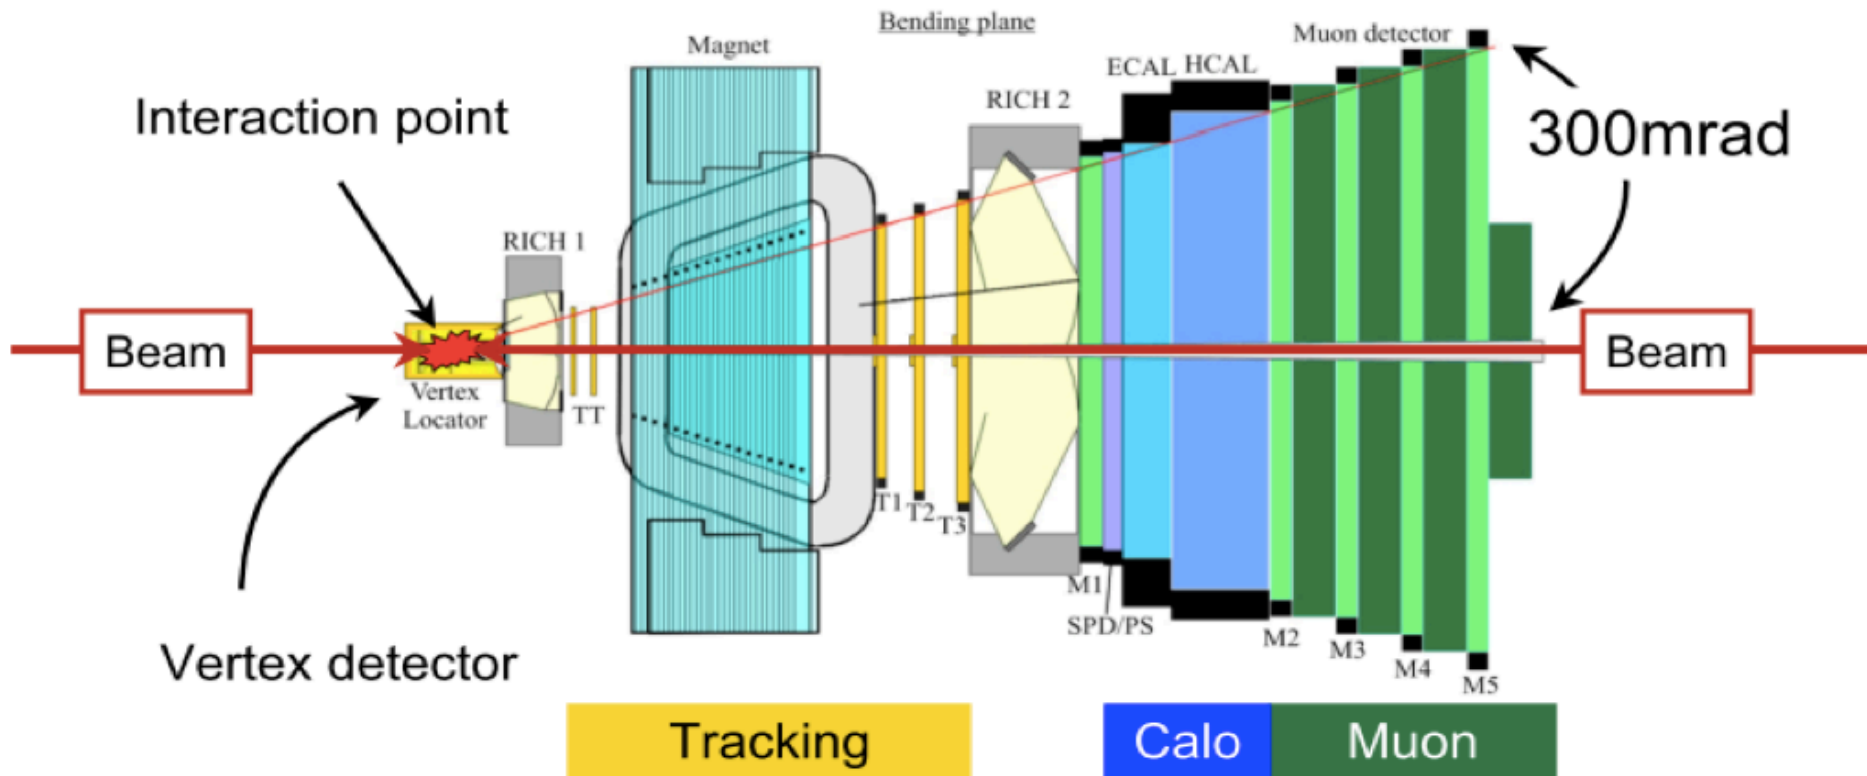 Bending plane
Magnet
Muon detector
ECAL HCAL
Interaction point
RICH 2
300mrad
RICH 1
Beam
Beam
Vertex
Locator
TT
T1
T2
T3
M1
SPD/PS
M2
M3
M4
M5
Vertex detector
Tracking
Calo
Muon